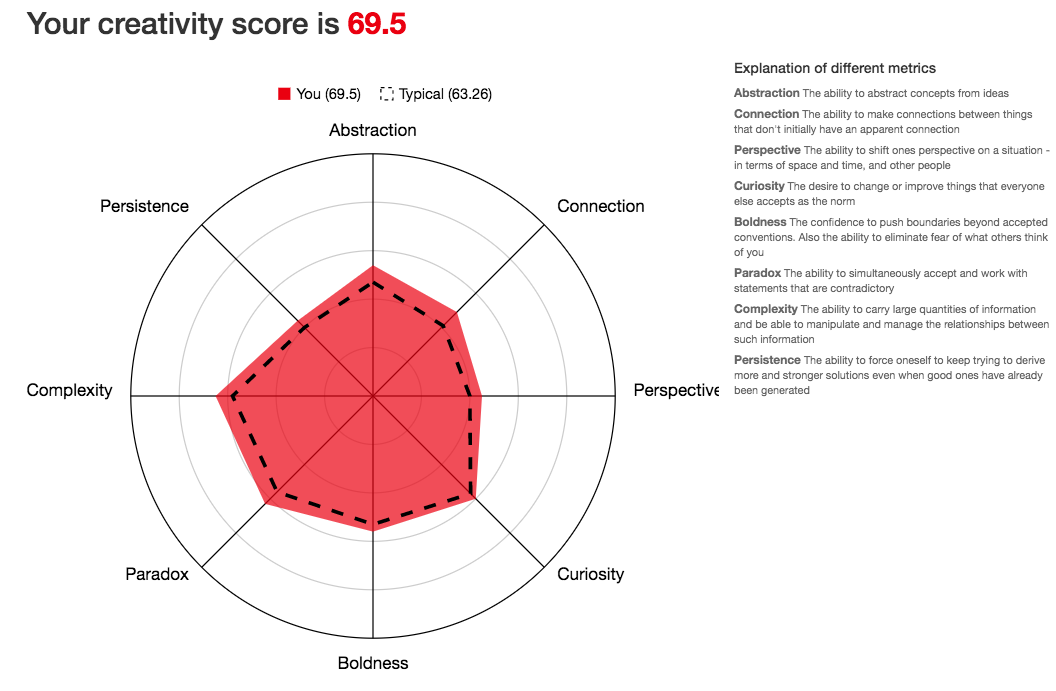 Your creativity score is 69.5
You (69.5) Typical (63.26)
Abstraction
Persistence
Connection
Complexity
Perspective
Paradox
Curiosity
Boldness
Explanation of different metrics
Abstraction The ability to abstract concepts from ideas
Connection The ability to make connections between things
that don't initially have an apparent connection
Perspective The ability to shift ones perspective on a situation -
in terms of space and time, and other people
Curiosity The desire to change or improve things that everyone
else accepts as the norm
Boldness The confidence to push boundaries beyond accepted
conventions. Also the ability to eliminate fear of what others think
of you
Paradox The ability to simultaneously accept and work with
statements that are contradictory
Complexity The ability to carry large quantities of information
and be able to manipulate and manage the relationships between
such information
Persistence The ability to force oneself to keep trying to derive
more and stronger solutions even when good ones have already
been generated